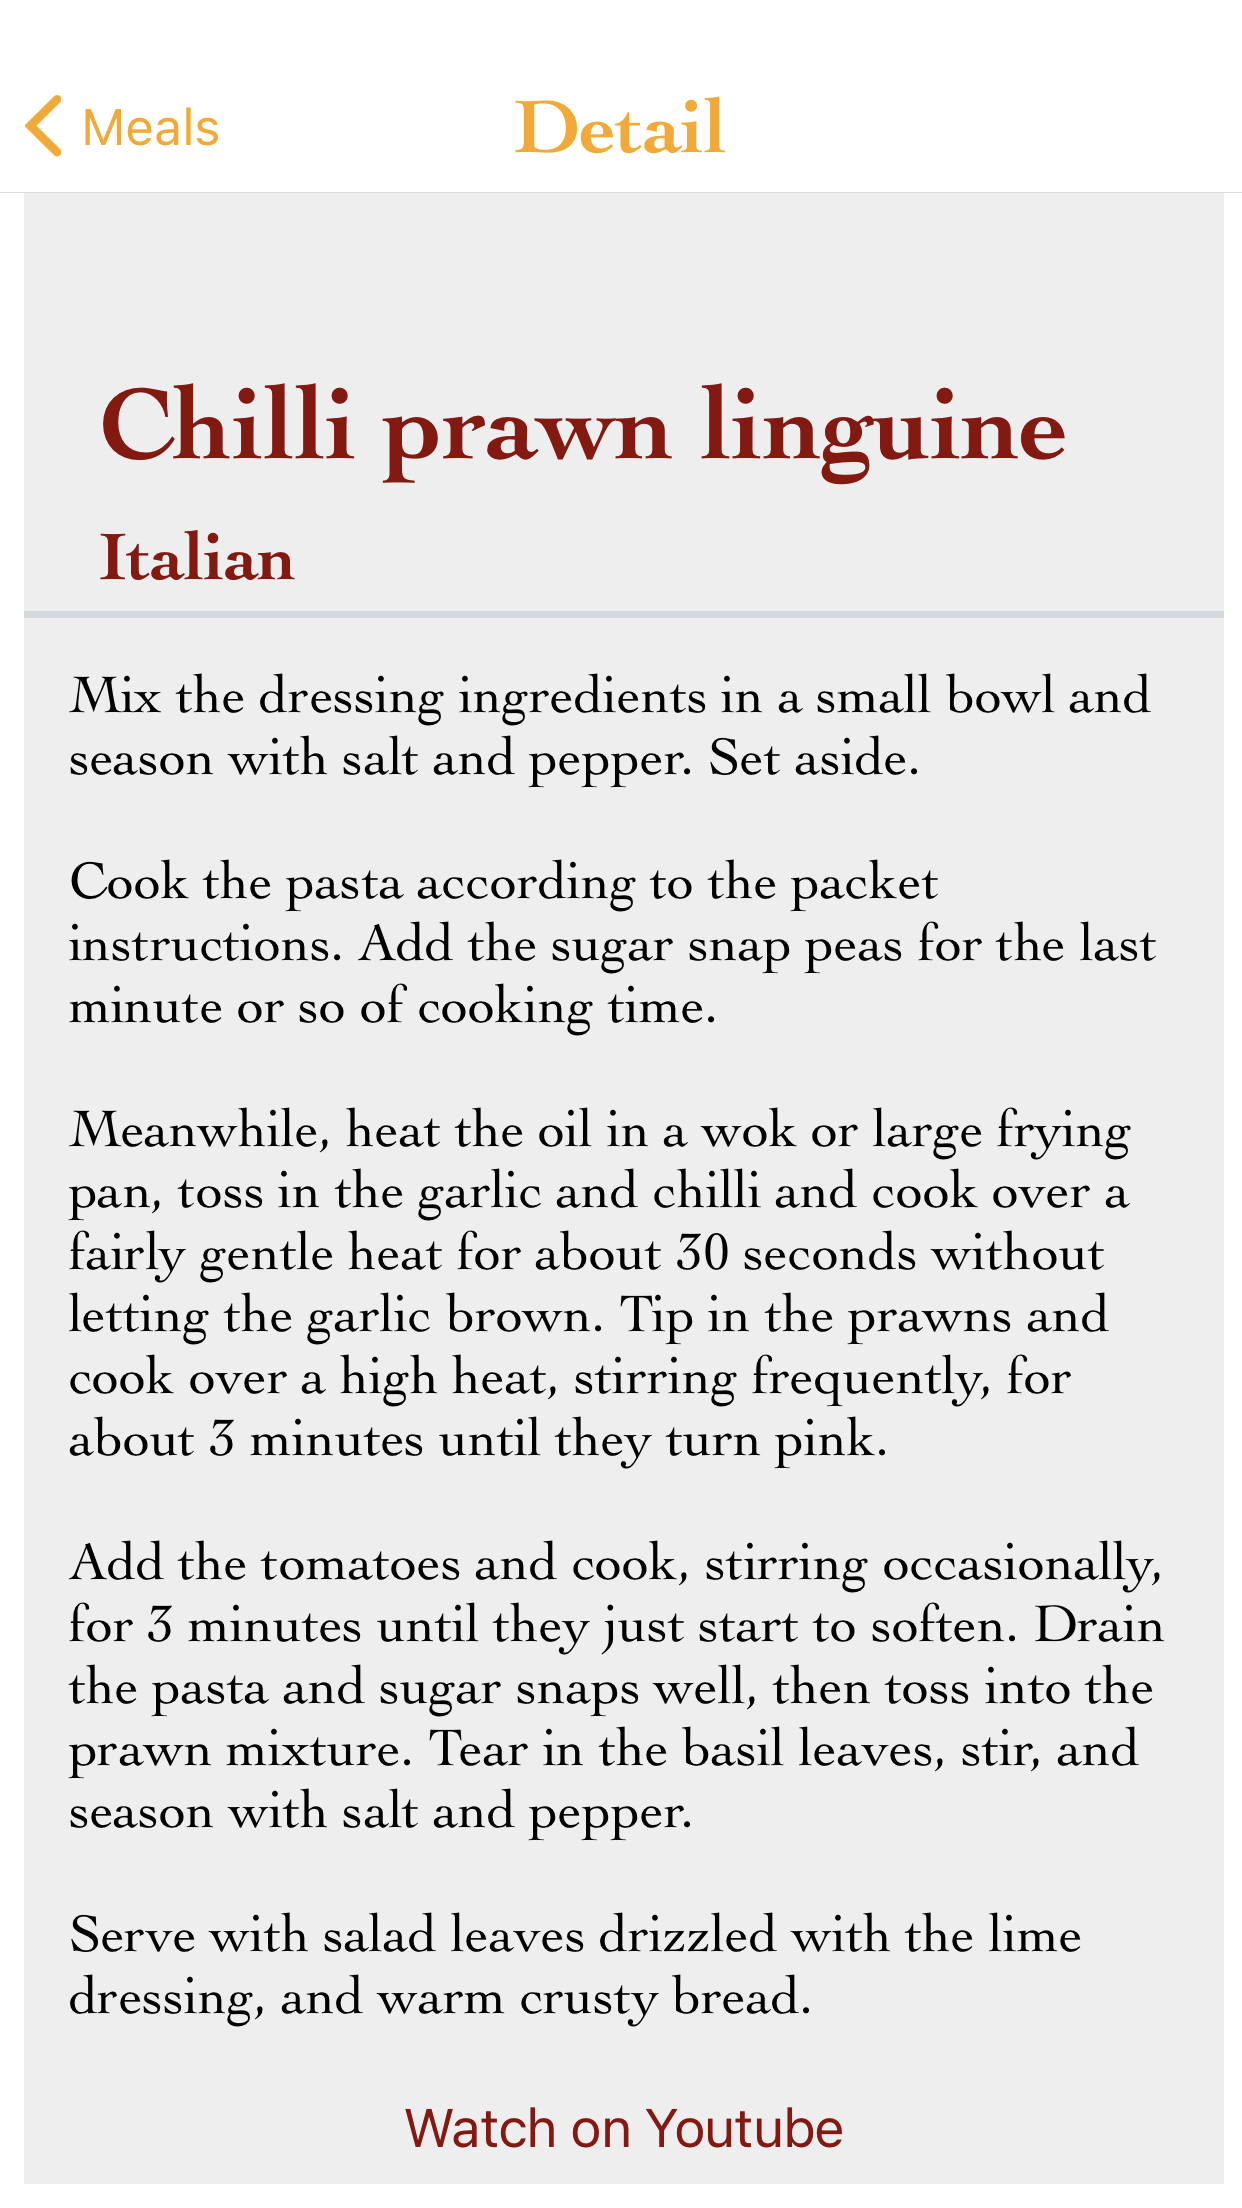 Meals
Detail
Chilli prawn linguine
Italian
Mix the dressing ingredients in a small bowl and
season with salt and pepper. Set aside.
Cook the pasta according to the packet
instructions. Add the sugar snap peas for the last
minute or so of cooking time.
Meanwhile, heat the oil in a wok or large frying
pan, toss in the garlic and chilli and cook over a
fairly gentle heat for about 30 seconds without
letting the garlic brown. Tip in the prawns and
cook over a high heat, stirring frequently, for
about 3 minutes until they turn pink.
Add the tomatoes and cook, stirring occasionally,
for 3 minutes until they just start to soften. Drain
the pasta and sugar snaps well, then toss into the
prawn mixture. Tear in the basil leaves, stir, and
season with salt and pepper.
Serve with salad leaves drizzled with the lime
dressing, and warm crusty bread.
Watch on Youtube